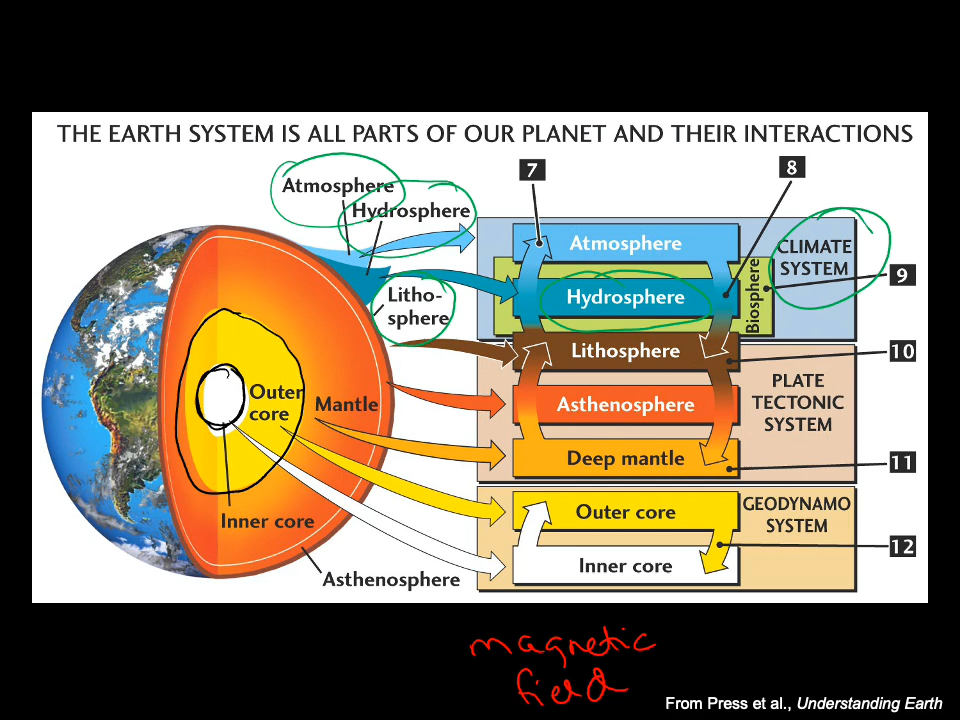 THE EARTH SYSTEM IS ALL PARTS OF OUR PLANET AND THEIR INTERACTIONS
Atmosphere
Hydrosphere
Litho-
sphere
Outer
core
Mantle
Inner core
Asthenosphere
7
8
9
10
11
12
Atmosphere
Hydrosphere
Biosphere
CLIMATE
SYSTEM
Lithosphere
Asthenosphere
Deep mantle
PLATE
TECTONIC
SYSTEM
Outer core
Inner core
GEODYNAMO
SYSTEM
magnetic
field
From Press et al., Understanding Earth